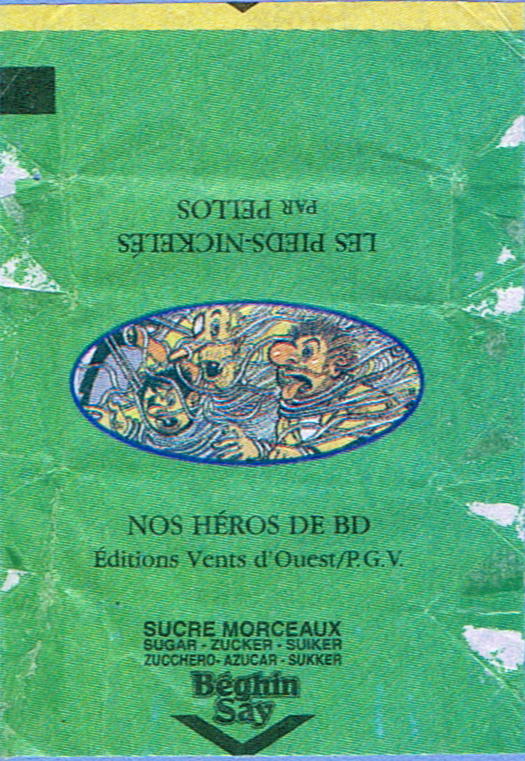 LES PIEDS-NICKELÉS
PAR PELLOS
NOS HÉROS DE BD
Éditions Vents d'Ouest/P.G.V.
SUCRE MORCEAUX
SUGAR - ZUCKER - SUIKER
ZUCCHERO - AZUCAR - SUKKER
Béghin
Say